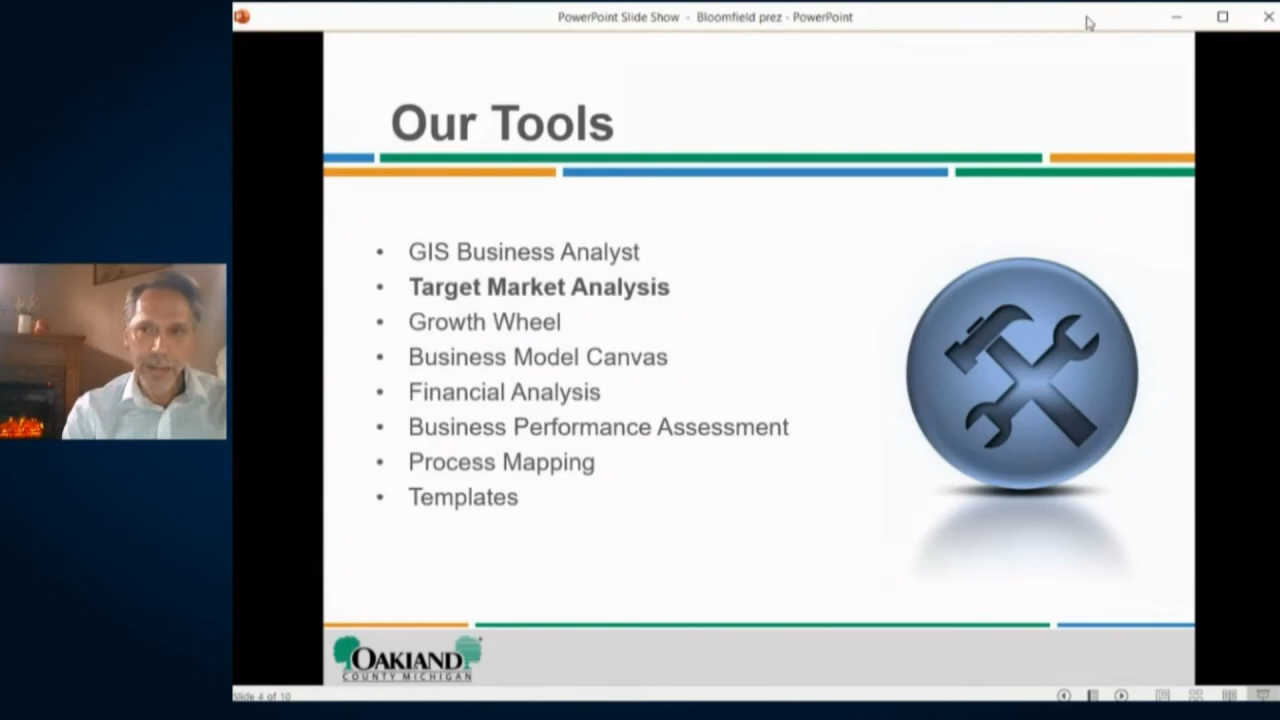 PowerPoint Slide Show - Bloomfield prez - PowerPoint
Our Tools
• GIS Business Analyst
• Target Market Analysis
• Growth Wheel
• Business Model Canvas
• Financial Analysis
• Business Performance Assessment
• Process Mapping
• Templates
OAKLAND
COUNTY MICHIGAN
Slide 4 of 10